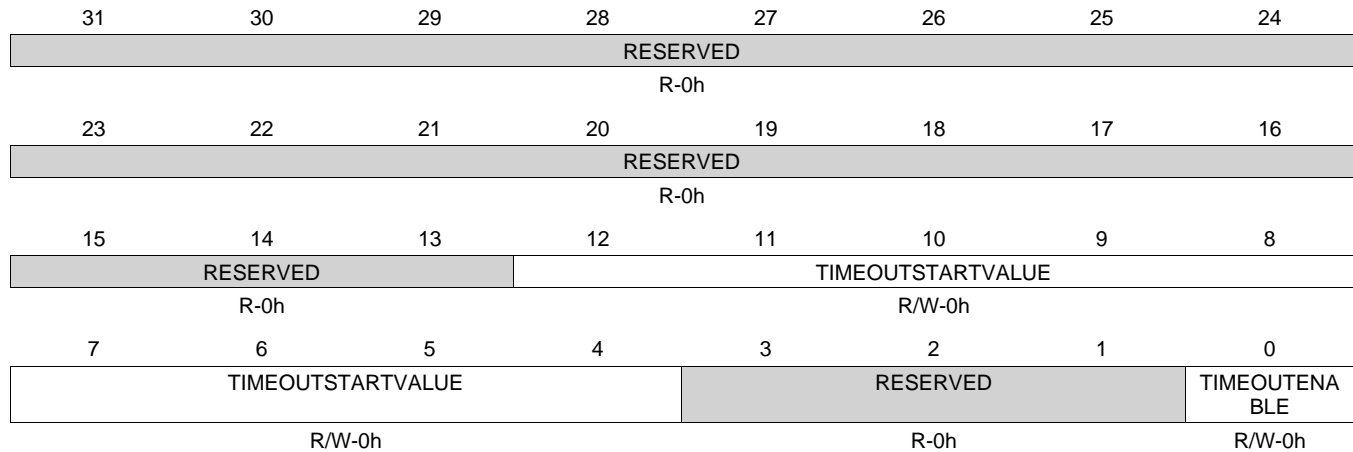 31 30 29 28 27 26 25 24
RESERVED
R-0h
23 22 21 20 19 18 17 16
RESERVED
R-0h
15 14 13 12 11 10 9 8
RESERVED TIMEOUTSTARTVALUE
R-0h R/W-0h
7 6 5 4 3 2 1 0
TIMEOUTSTARTVALUE RESERVED TIMEOUTENA
BLE
R/W-0h R-0h R/W-0h